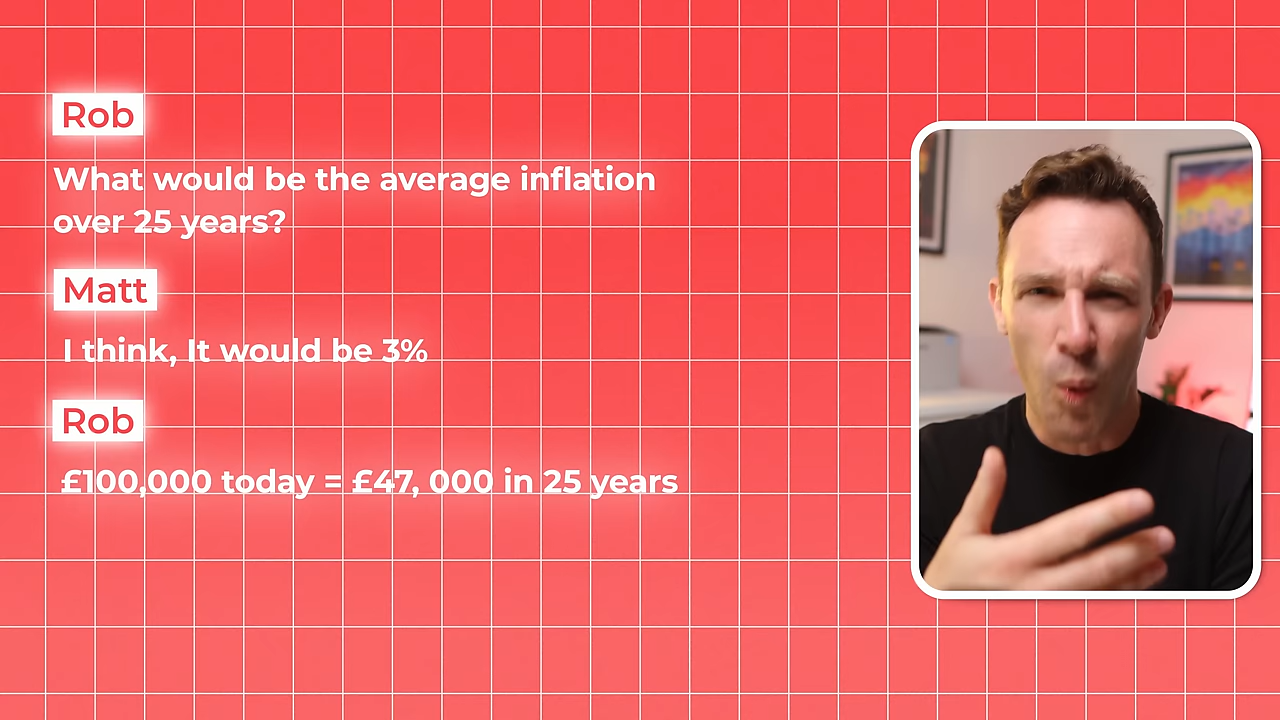 Rob
What would be the average inflation
over 25 years?
Matt
I think, It would be 3%
Rob
£100,000 today = £47, 000 in 25 years